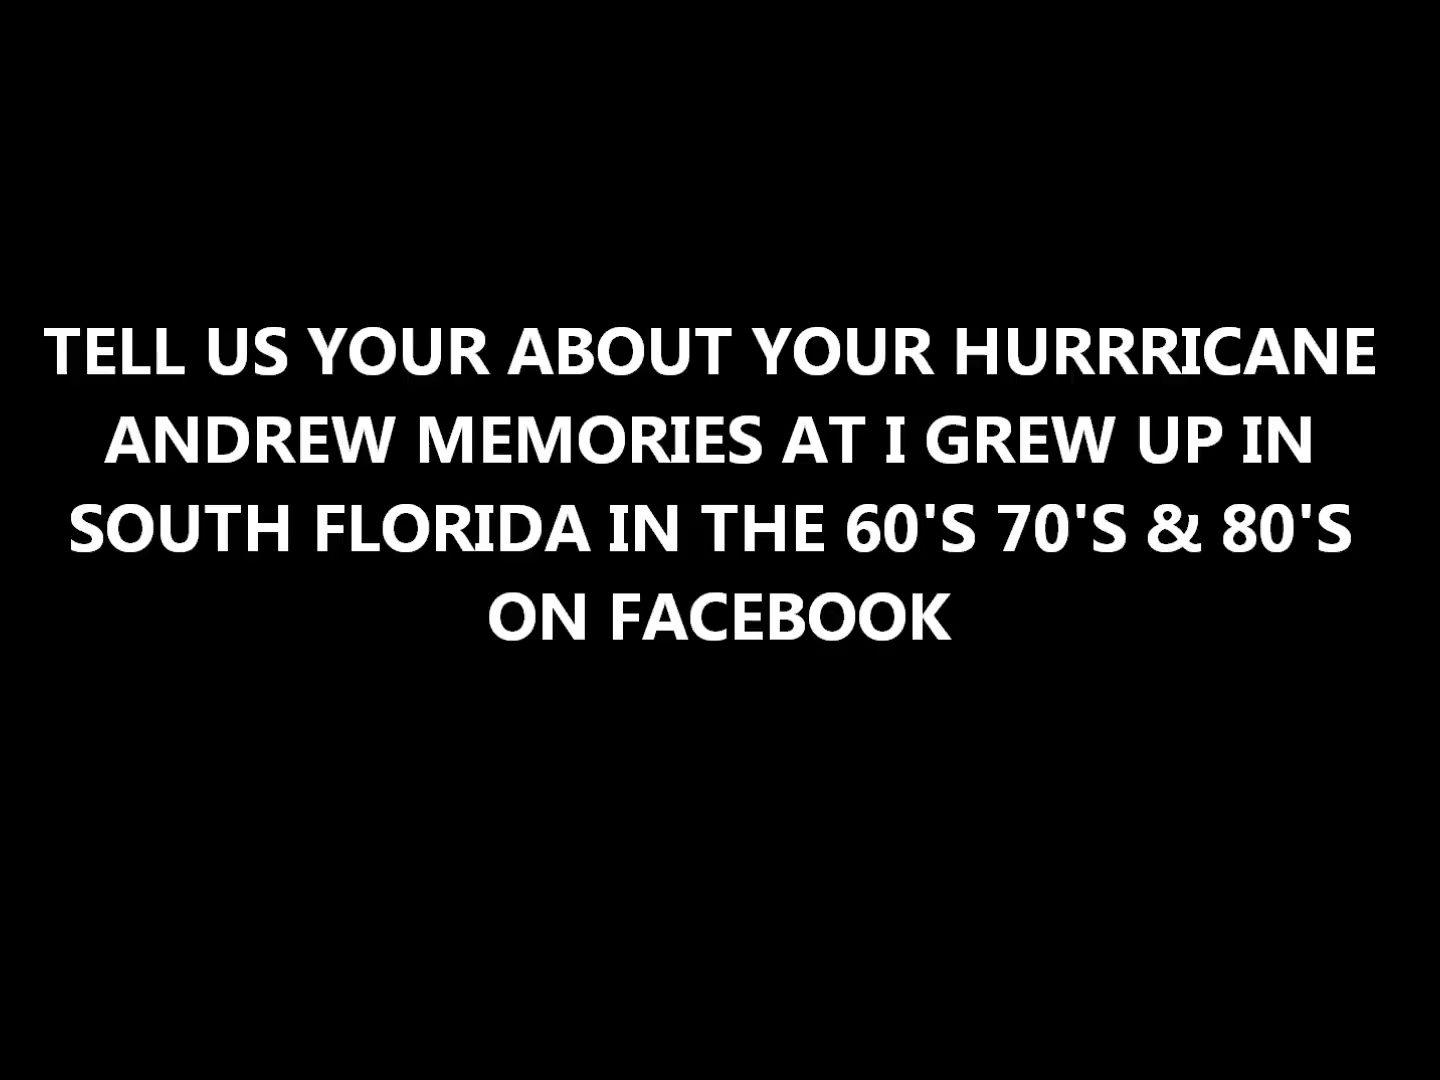 TELL US YOUR ABOUT YOUR HURRRICANE
ANDREW MEMORIES AT I GREW UP IN
SOUTH FLORIDA IN THE 60'S 70'S & 80'S
ON FACEBOOK